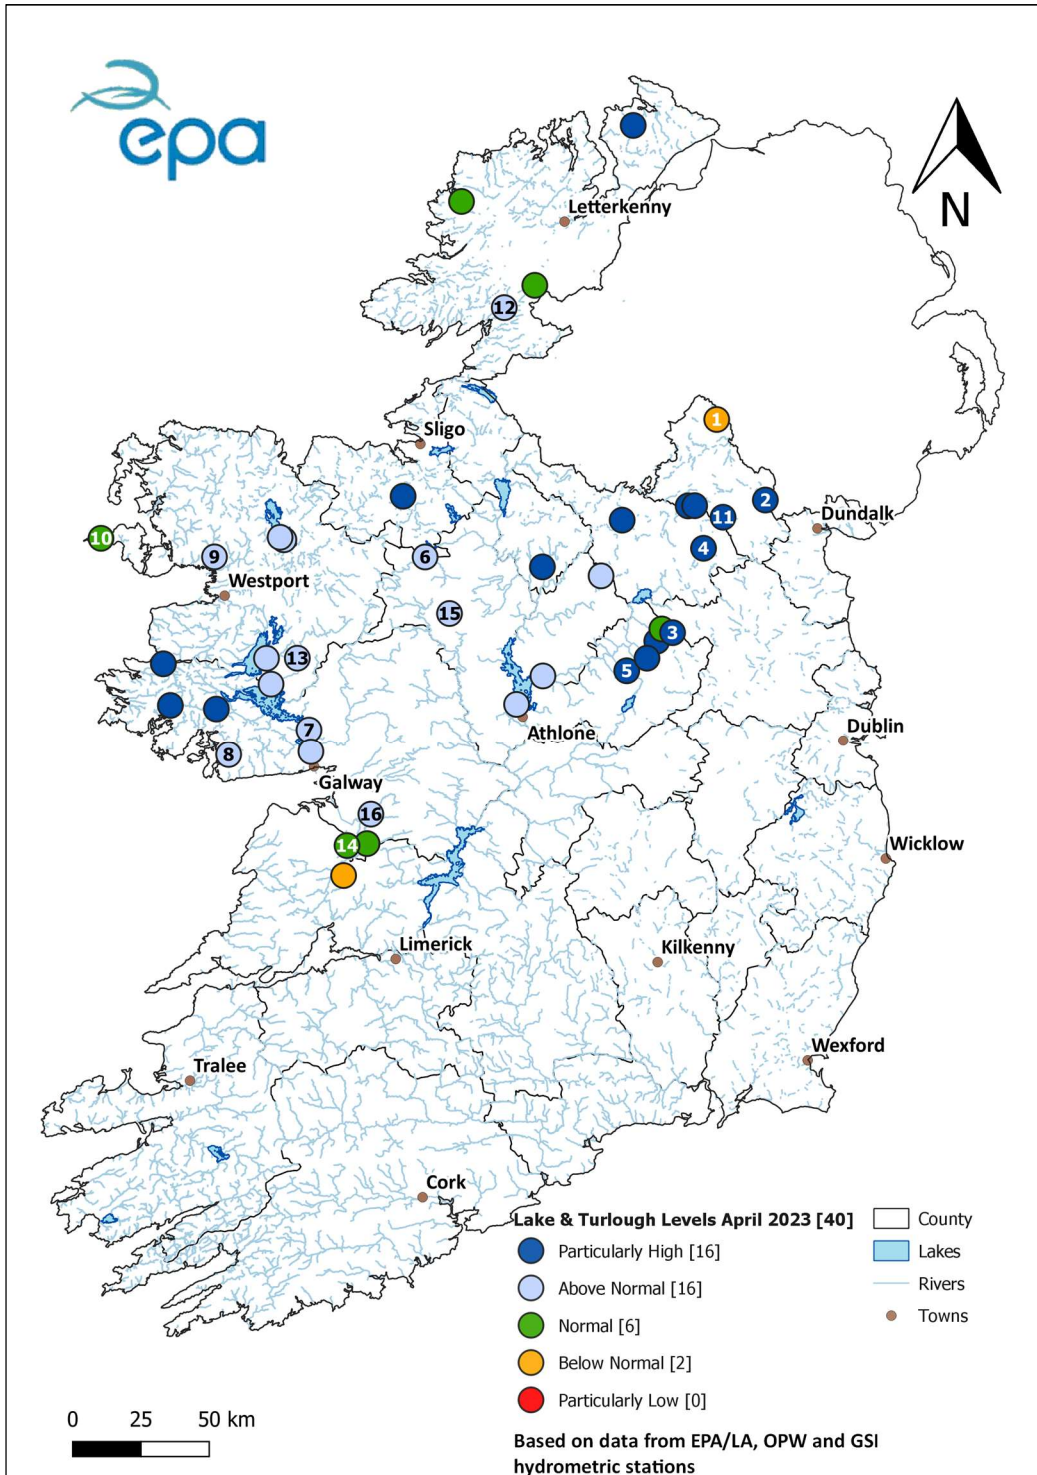 epa
N
Letterkenny
12
1
Sligo
2
11
Dundalk
10
9
6
4
Westport
15
3
13
5
7
Athlone
Dublin
8
Galway
16
14
Wicklow
Limerick
Kilkenny
Wexford
Tralee
Cork
Lake & Turlough Levels April 2023 [40]
Particularly High [16]
Above Normal [16]
Normal [6]
Below Normal [2]
Particularly Low [0]
County
Lakes
Rivers
Towns
0 25 50 km
Based on data from EPA/LA, OPW and GSI
hydrometric stations